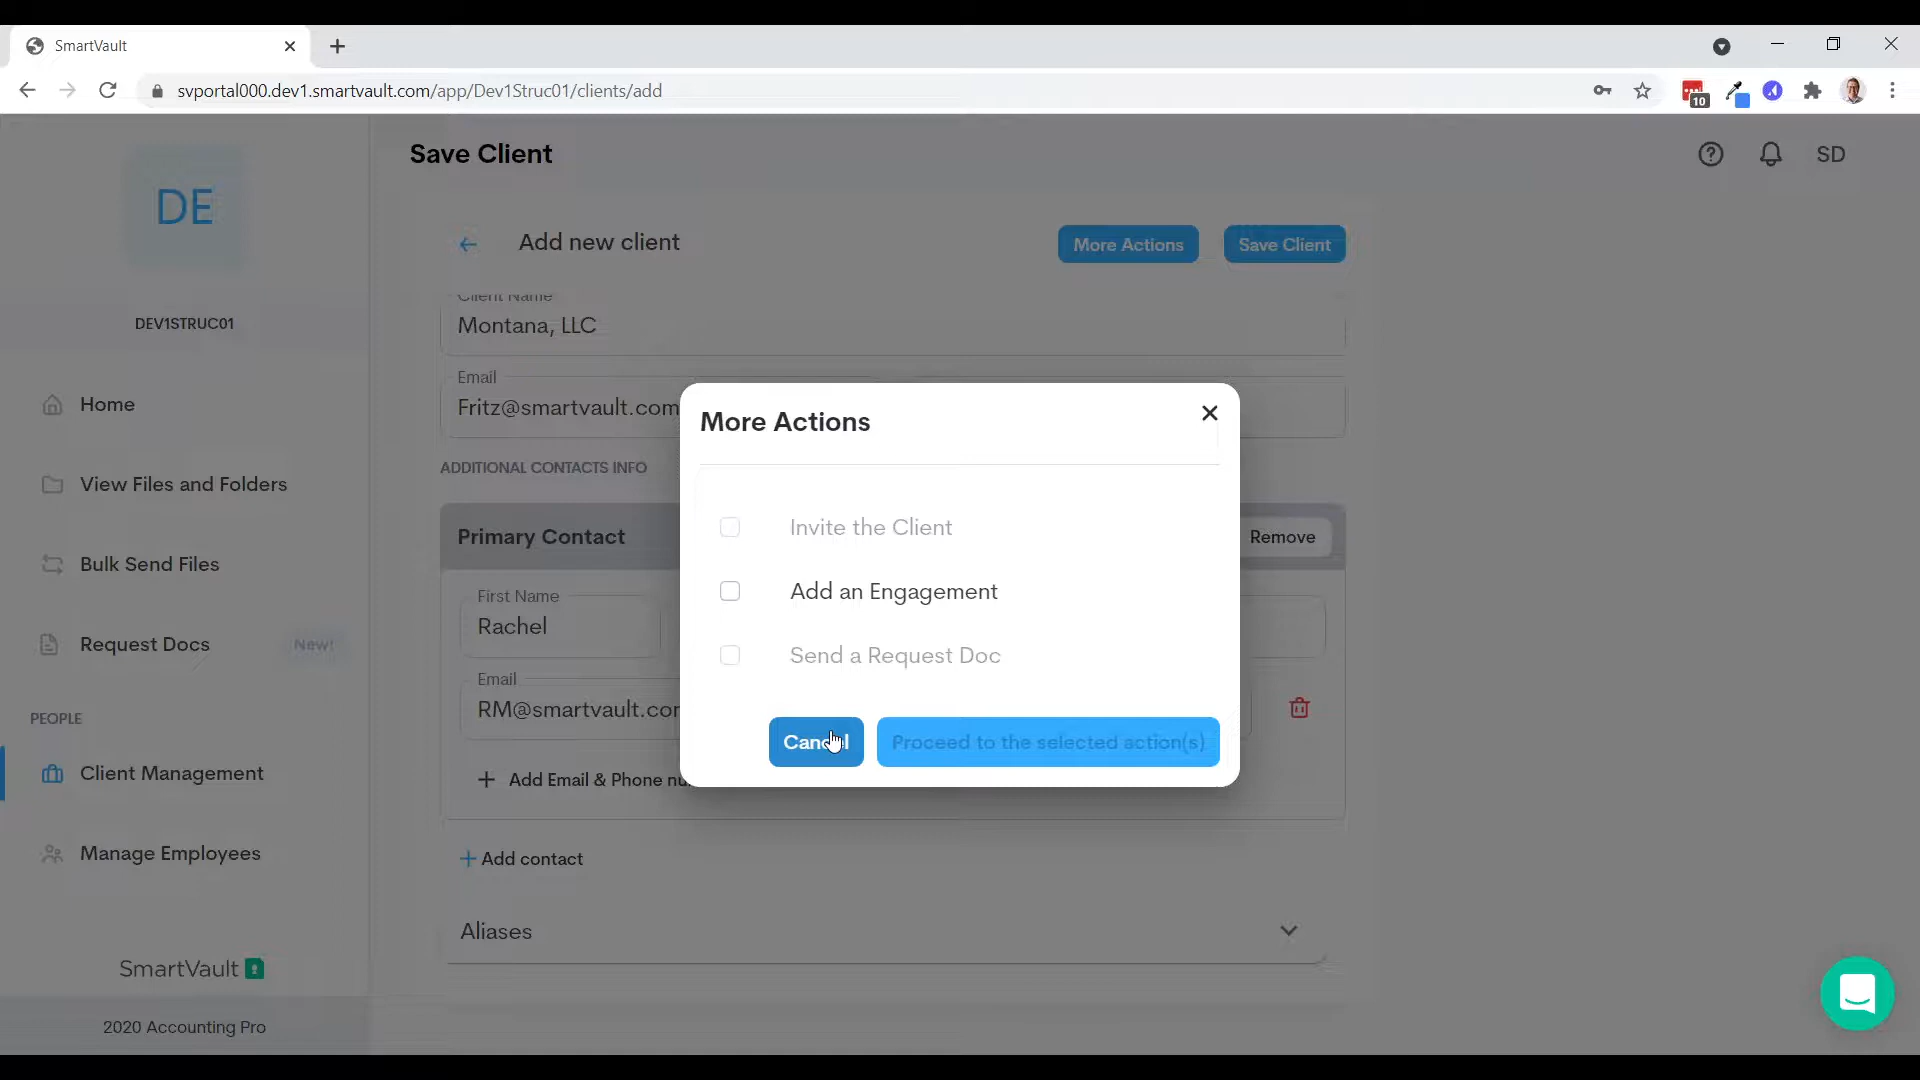 SmartVault
svportal000.dev1.smartvault.com/app/Dev1Struc01/clients/add
10
DE
DEV1STRUC01
Home
View Files and Folders
Bulk Send Files
Request Docs New!
PEOPLE
Client Management
Manage Employees
SmartVault
2020 Accounting Pro
Save Client
SD
Add new client
More Actions
Save Client
Client Name
Montana, LLC
Email
Fritz@smartvault.com
ADDITIONAL CONTACTS INFO
Primary Contact
Remove
First Name
Rachel
Email
RM@smartvault.cor
+ Add Email & Phone nu
+ Add contact
Aliases
More Actions
Invite the Client
Add an Engagement
Send a Request Doc
Cancel
Proceed to the selected action(s)